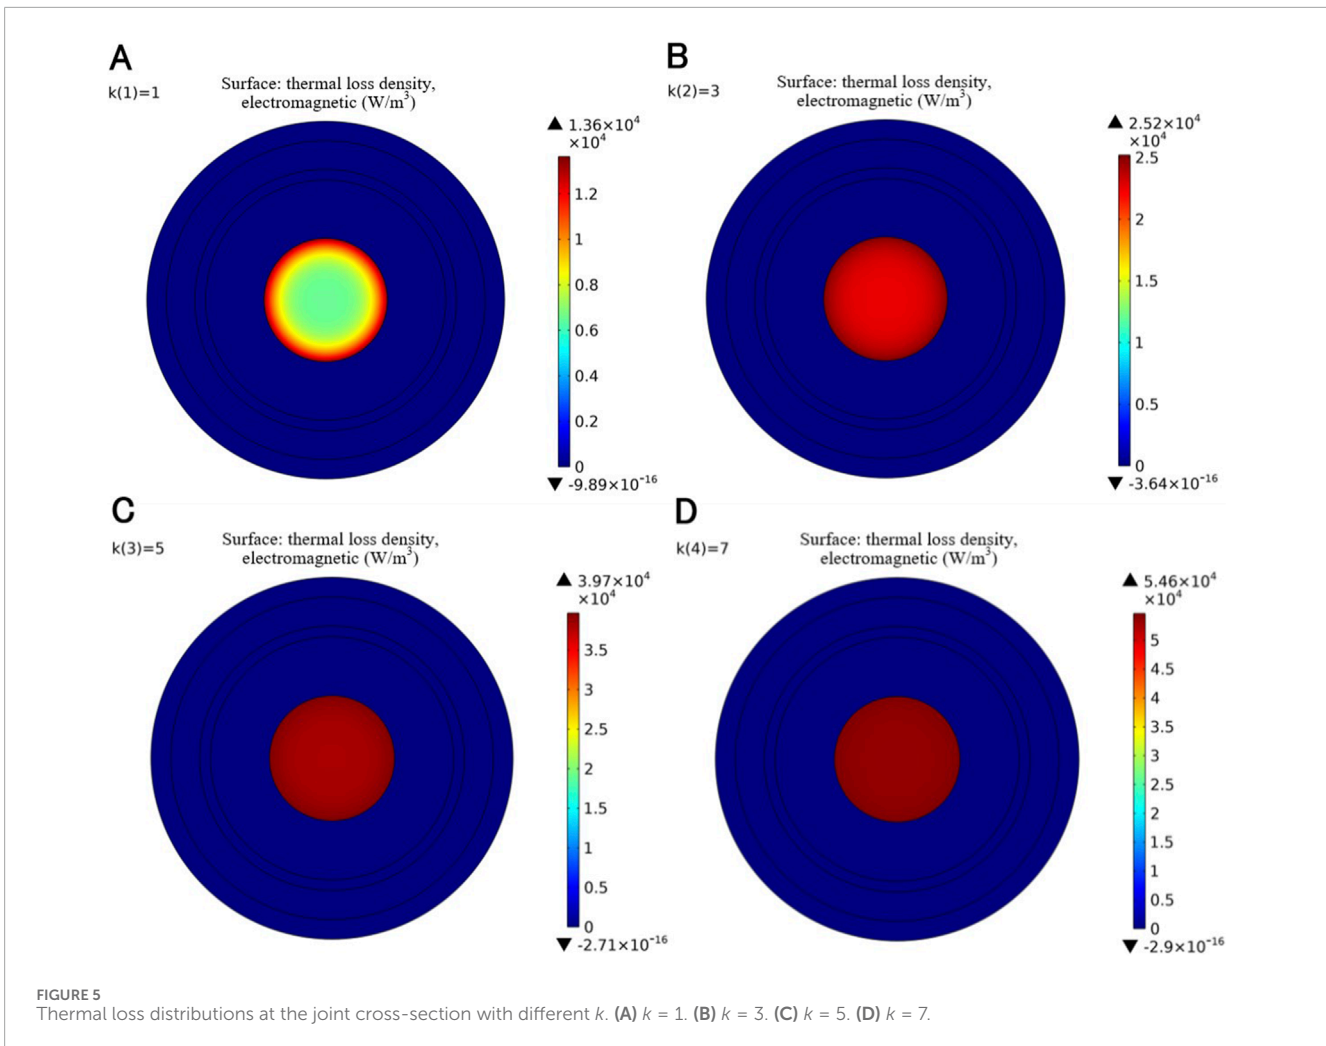 A
k(1)=1
Surface: thermal loss density,
electromagnetic (W/m³)
1.36×10⁴
×10⁴
1.2
1
0.8
0.6
0.4
0.2
0
-9.89×10⁻¹⁶
B
k(2)=3
Surface: thermal loss density,
electromagnetic (W/m³)
2.52×10⁴
×10⁴
2.5
2
1.5
1
0.5
0
-3.64×10⁻¹⁶
C
k(3)=5
Surface: thermal loss density,
electromagnetic (W/m³)
3.97×10⁴
×10⁴
3.5
3
2.5
2
1.5
1
0.5
0
-2.71×10⁻¹⁶
D
k(4)=7
Surface: thermal loss density,
electromagnetic (W/m³)
5.46×10⁴
×10⁴
5
4.5
4
3.5
3
2.5
2
1.5
1
0.5
0
-2.9×10⁻¹⁶
FIGURE 5
Thermal loss distributions at the joint cross-section with different k. (A) k = 1. (B) k = 3. (C) k = 5. (D) k = 7.